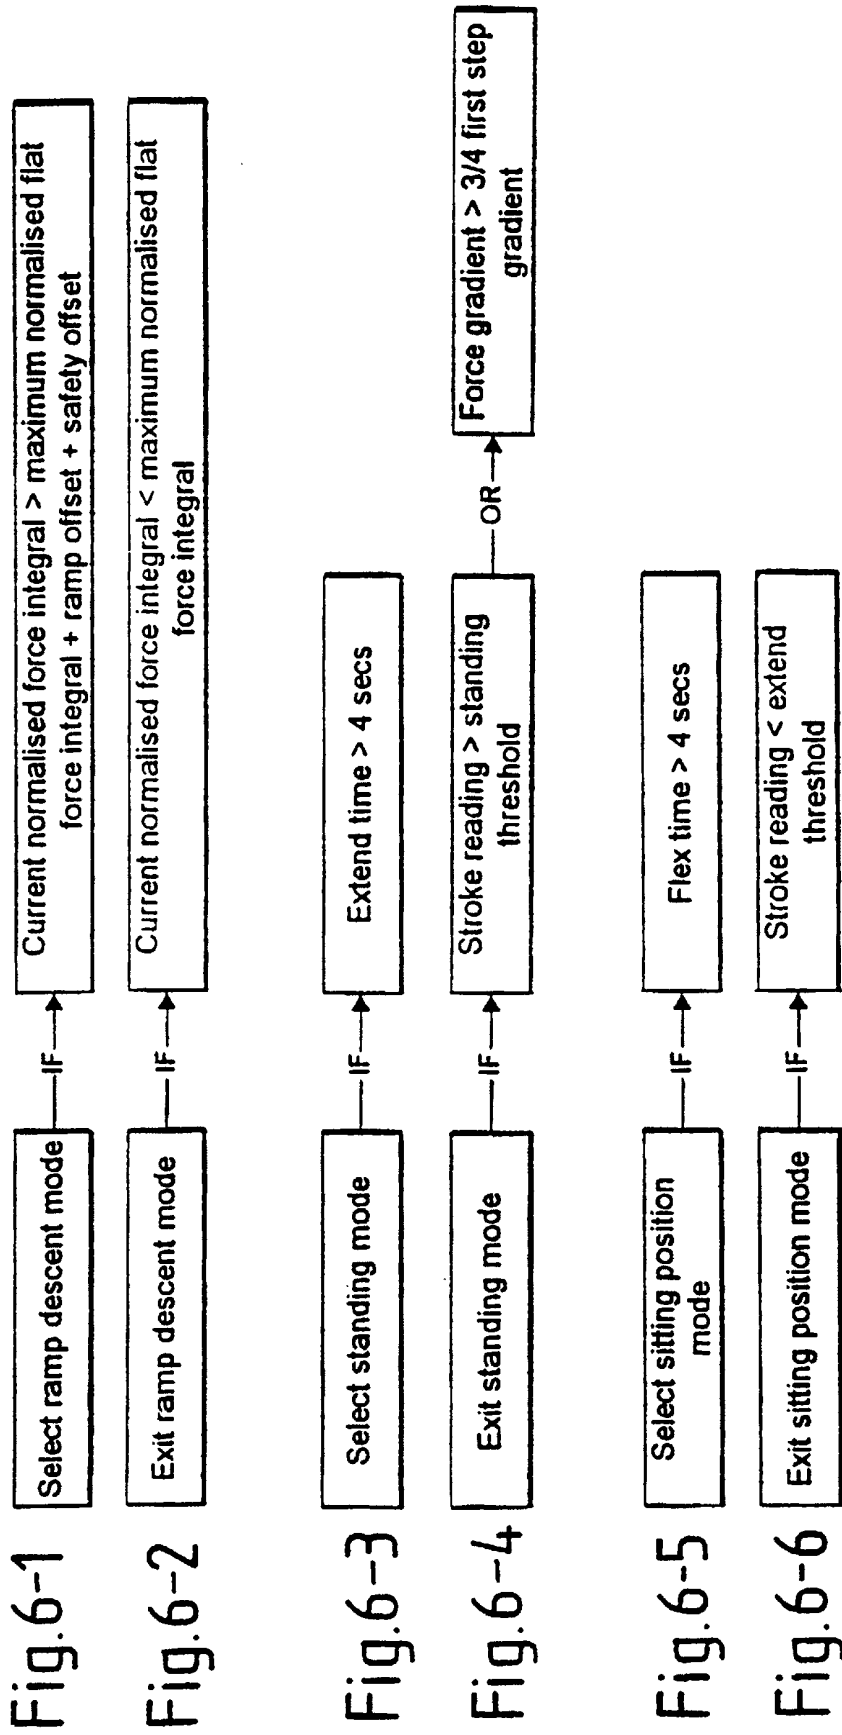 Fig.6-1
Select ramp descent mode
IF
Current normalised force integral > maximum normalised flat
force integral + ramp offset + safety offset
Fig.6-2
Exit ramp descent mode
IF
Current normalised force integral < maximum normalised flat
force integral
Fig.6-3
Select standing mode
IF
Extend time > 4 secs
Fig.6-4
Exit standing mode
IF
Stroke reading > standing
threshold
OR
Force gradient > 3/4 first step
gradient
Fig.6-5
Select sitting position
mode
IF
Flex time > 4 secs
Fig.6-6
Exit sitting position mode
IF
Stroke reading < extend
threshold